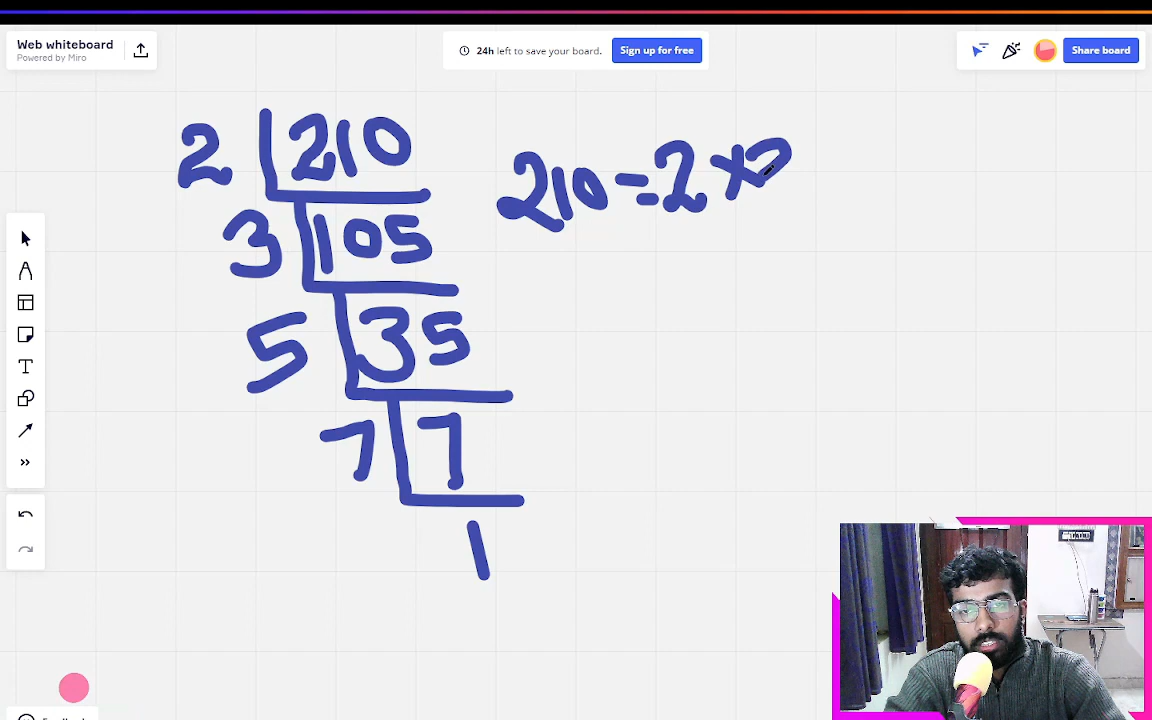 Web whiteboard
Powered by Miro
24h left to save your board.
Sign up for free
Share board
2 210
210 = 2 ×
3 105
5 35
7 7
1